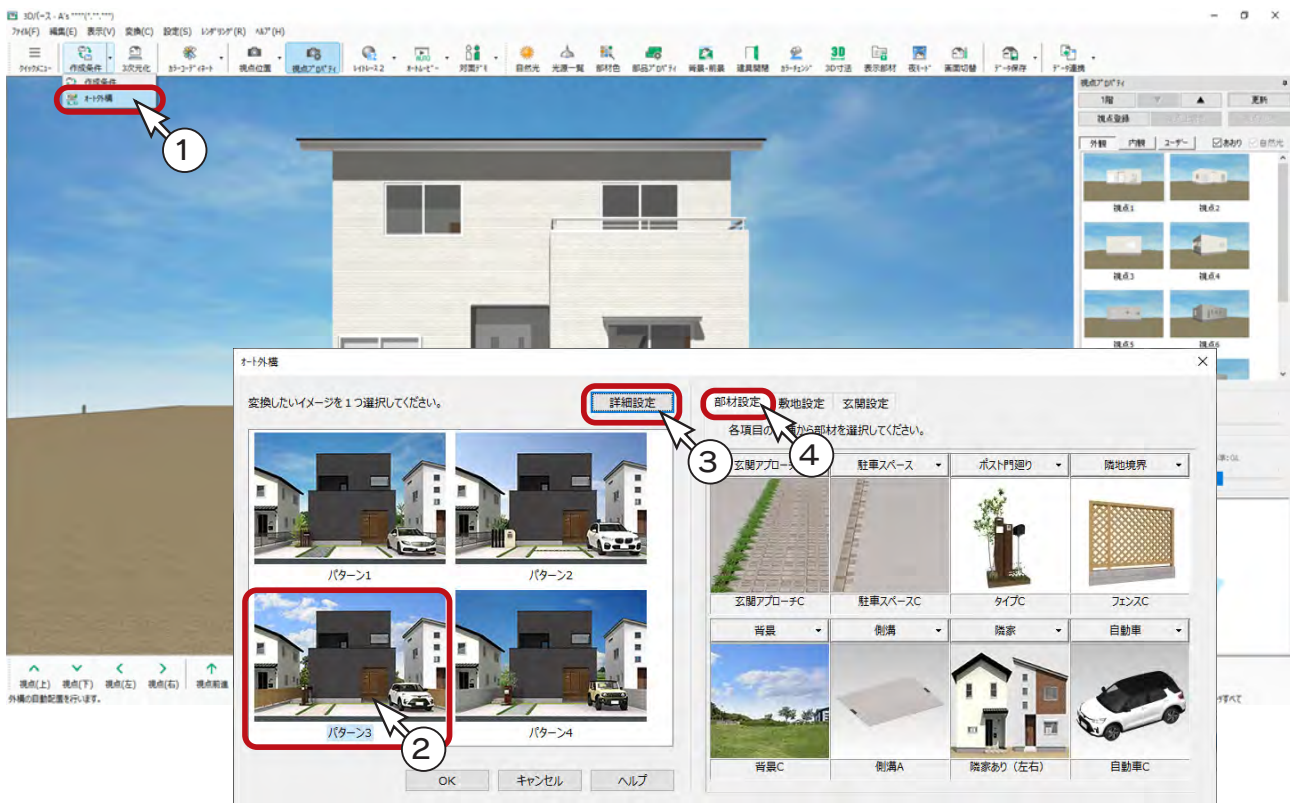 3Dパース - A's ****(*.**.***)
ファイル(F) 編集(E) 表示(V) 変換(C) 設定(S) レンダリング(R) ヘルプ(H)
クイックメニュー 作成条件 3次元化 カラーコーディネート 視点位置 視点プロパティ レイトレース2 オートムービー 対面デモ 自然光 光源一覧 部材色 部品プロパティ 背景・前景 建具開閉 カラーチェンジ 3D寸法 表示部材 夜モード 画面切替 データ保存 データ連携
作成条件
オート外構
1
視点プロパティ
1階 ▼ ▲ 更新
視点登録
外観 内観 ユーザー あおり 自然光
視点1 視点2
視点3 視点4
視点5 視点6
オート外構
変換したいイメージを1つ選択してください。
詳細設定
3
パターン1 パターン2
パターン3 パターン4
2
OK キャンセル ヘルプ
部材設定 敷地設定 玄関設定
4
各項目の から部材を選択してください。
玄関アプローチ 駐車スペース ポスト門廻り 隣地境界
玄関アプローチC 駐車スペースC タイプC フェンスC
背景 側溝 隣家 自動車
背景C 側溝A 隣家あり（左右） 自動車C
視点(上) 視点(下) 視点(左) 視点(右) 視点前進
外構の自動配置を行います。